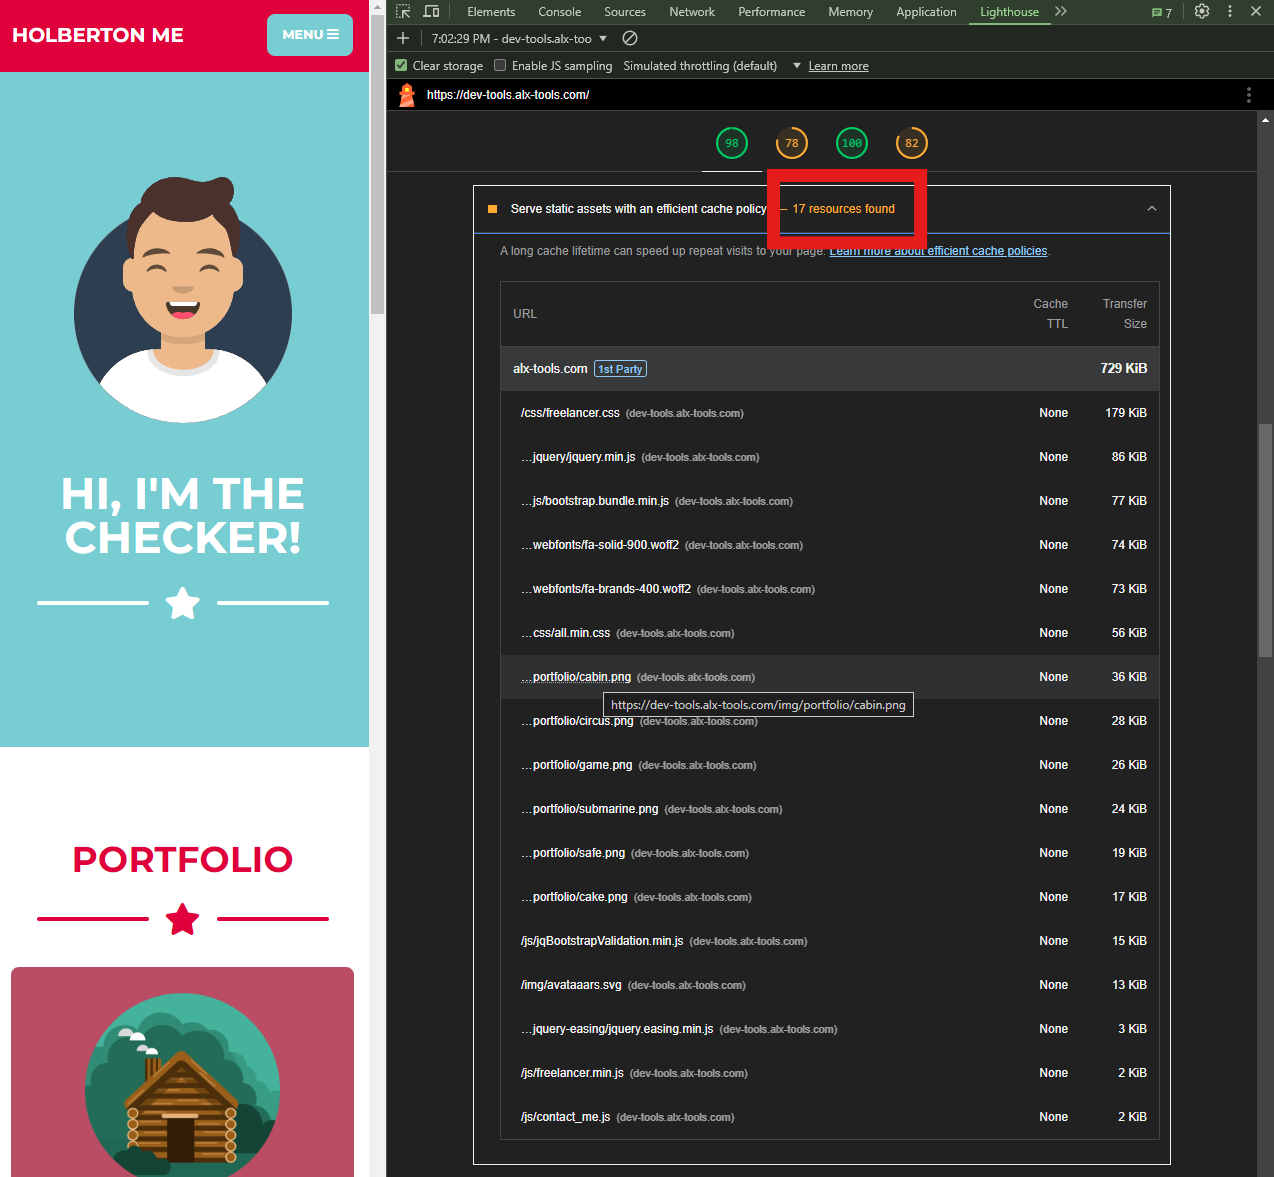 HOLBERTON ME
MENU
HI, I'M THE
CHECKER!
PORTFOLIO
Elements Console Sources Network Performance Memory Application Lighthouse 7
7:02:29 PM - dev-tools.alx-too
Clear storage Enable JS sampling Simulated throttling (default) Learn more
https://dev-tools.alx-tools.com/
98 78 100 82
Serve static assets with an efficient cache policy — 17 resources found
A long cache lifetime can speed up repeat visits to your page. Learn more about efficient cache policies.
URL Cache TTL Transfer Size
alx-tools.com 1st Party 729 KiB
/css/freelancer.css (dev-tools.alx-tools.com) None 179 KiB
…jquery/jquery.min.js (dev-tools.alx-tools.com) None 86 KiB
…js/bootstrap.bundle.min.js (dev-tools.alx-tools.com) None 77 KiB
…webfonts/fa-solid-900.woff2 (dev-tools.alx-tools.com) None 74 KiB
…webfonts/fa-brands-400.woff2 (dev-tools.alx-tools.com) None 73 KiB
…css/all.min.css (dev-tools.alx-tools.com) None 56 KiB
…portfolio/cabin.png (dev-tools.alx-tools.com) None 36 KiB
https://dev-tools.alx-tools.com/img/portfolio/cabin.png
…portfolio/circus.png (dev-tools.alx-tools.com) None 28 KiB
…portfolio/game.png (dev-tools.alx-tools.com) None 26 KiB
…portfolio/submarine.png (dev-tools.alx-tools.com) None 24 KiB
…portfolio/safe.png (dev-tools.alx-tools.com) None 19 KiB
…portfolio/cake.png (dev-tools.alx-tools.com) None 17 KiB
/js/jqBootstrapValidation.min.js (dev-tools.alx-tools.com) None 15 KiB
/img/avataaars.svg (dev-tools.alx-tools.com) None 13 KiB
…jquery-easing/jquery.easing.min.js (dev-tools.alx-tools.com) None 3 KiB
/js/freelancer.min.js (dev-tools.alx-tools.com) None 2 KiB
/js/contact_me.js (dev-tools.alx-tools.com) None 2 KiB